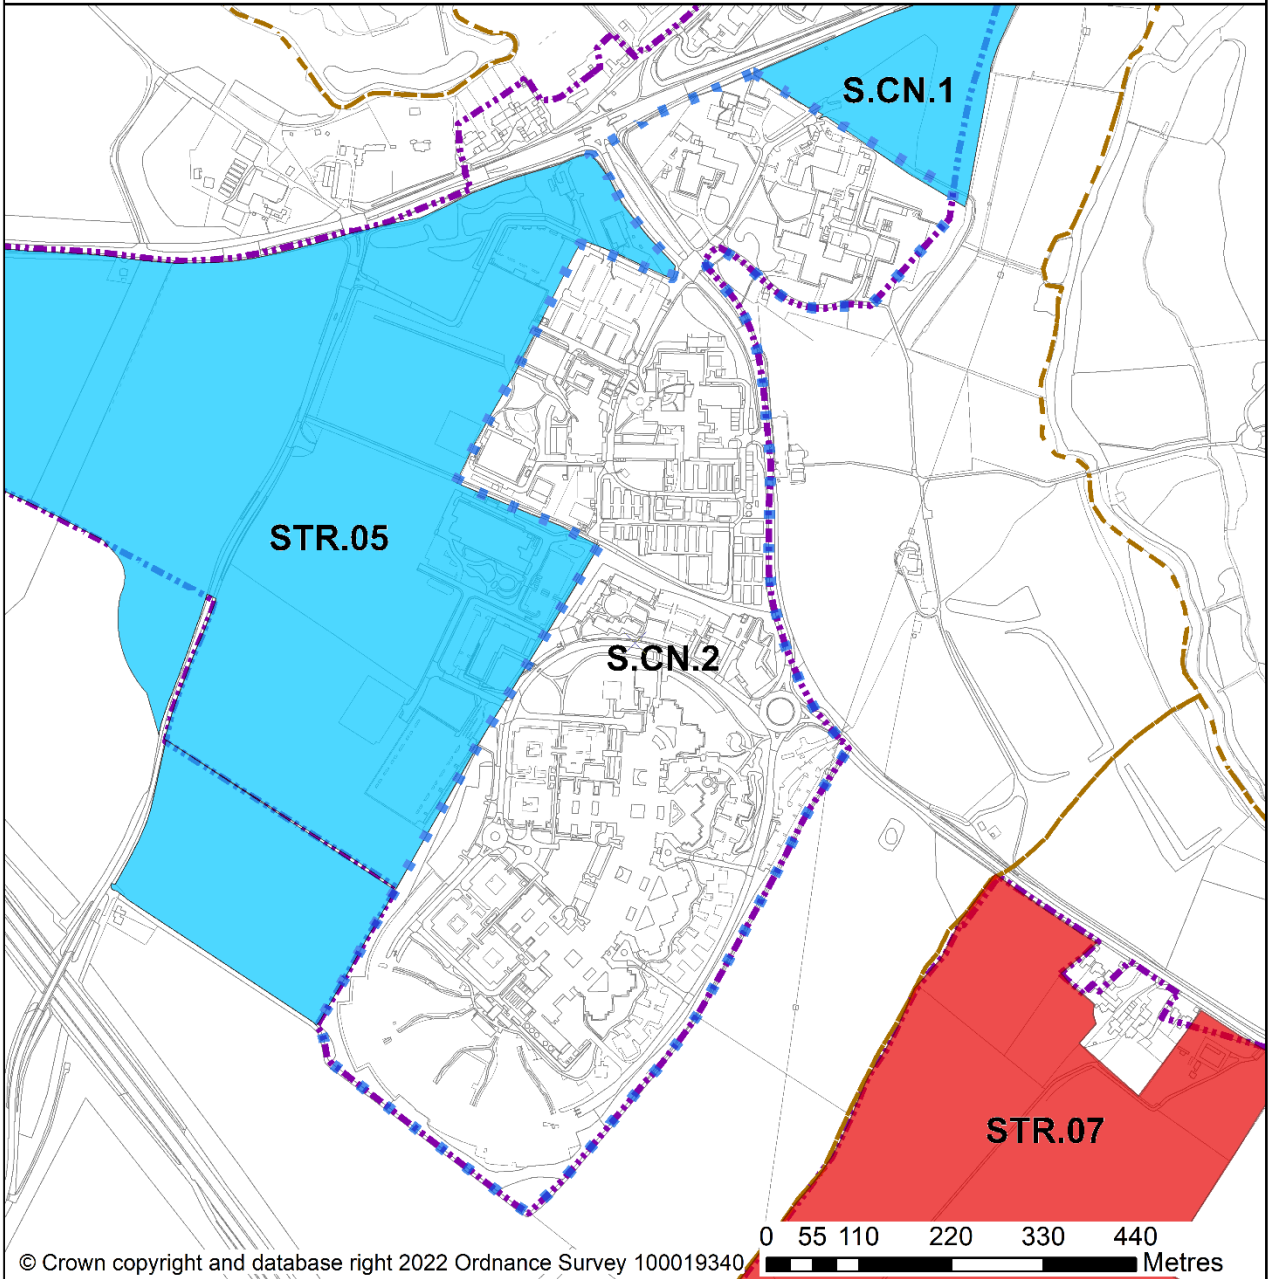 S.CN.1
STR.05
S.CN.2
STR.07
0 55 110 220 330 440
Metres
© Crown copyright and database right 2022 Ordnance Survey 100019340